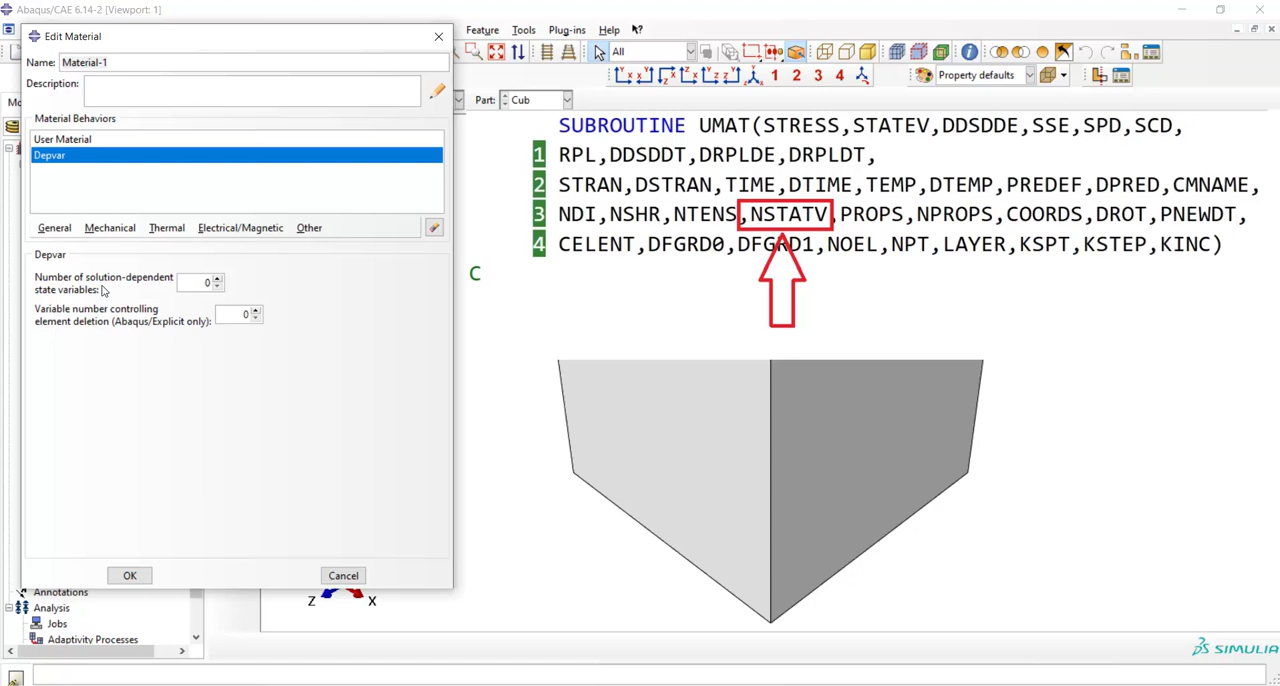 Abaqus/CAE 6.14-2 [Viewport: 1]
Edit Material
Feature Tools Plug-ins Help
Name: Material-1
All
Description:
1 2 3 4 Property defaults
Part: Cub
Material Behaviors
User Material
Depvar
General Mechanical Thermal Electrical/Magnetic Other
Depvar
Number of solution-dependent
state variables: 0
Variable number controlling
element deletion (Abaqus/Explicit only): 0
OK Cancel
SUBROUTINE UMAT(STRESS,STATEV,DDSDDE,SSE,SPD,SCD,
1 RPL,DDSDDT,DRPLDE,DRPLDT,
2 STRAN,DSTRAN,TIME,DTIME,TEMP,DTEMP,PREDEF,DPRED,CMNAME,
3 NDI,NSHR,NTENS,NSTATV,PROPS,NPROPS,COORDS,DROT,PNEWDT,
4 CELENT,DFGRD0,DFGRD1,NOEL,NPT,LAYER,KSPT,KSTEP,KINC)
C
Z X
Annotations
Analysis
Jobs
Adaptivity Processes
SIMULIA